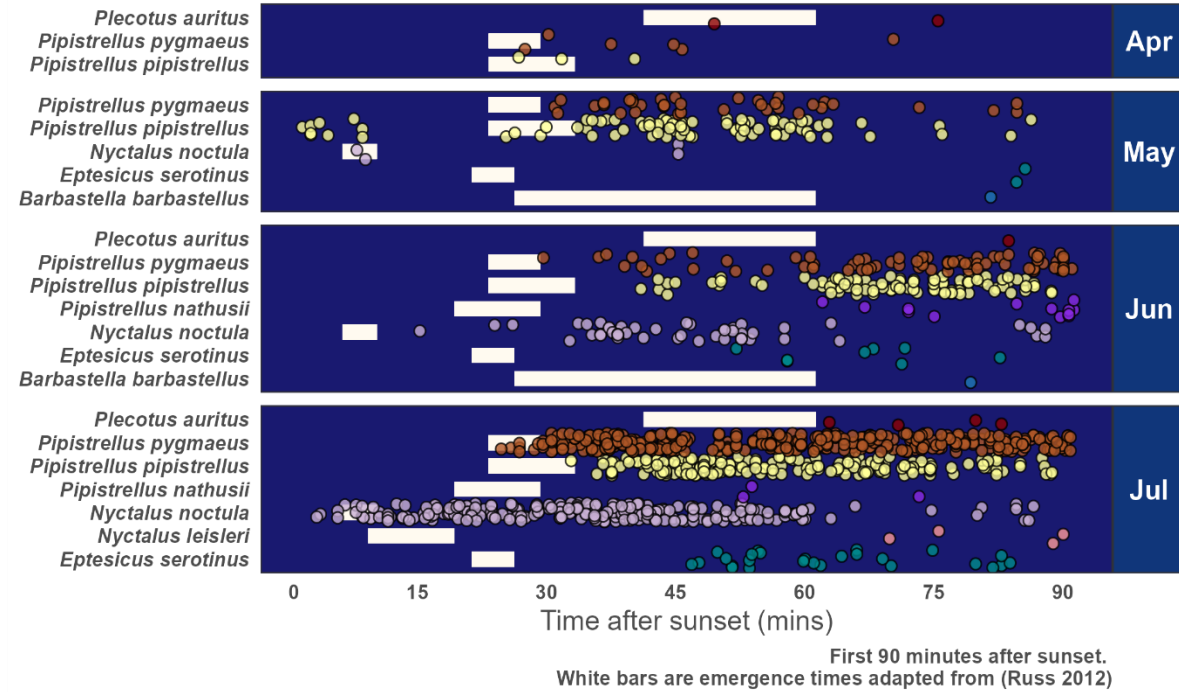 Plecotus auritus
Pipistrellus pygmaeus
Pipistrellus pipistrellus
Apr
Pipistrellus pygmaeus
Pipistrellus pipistrellus
Nyctalus noctula
Eptesicus serotinus
Barbastella barbastellus
May
Plecotus auritus
Pipistrellus pygmaeus
Pipistrellus pipistrellus
Pipistrellus nathusii
Nyctalus noctula
Eptesicus serotinus
Barbastella barbastellus
Jun
Plecotus auritus
Pipistrellus pygmaeus
Pipistrellus pipistrellus
Pipistrellus nathusii
Nyctalus noctula
Nyctalus leisleri
Eptesicus serotinus
Jul
0 15 30 45 60 75 90
Time after sunset (mins)
First 90 minutes after sunset.
White bars are emergence times adapted from (Russ 2012)